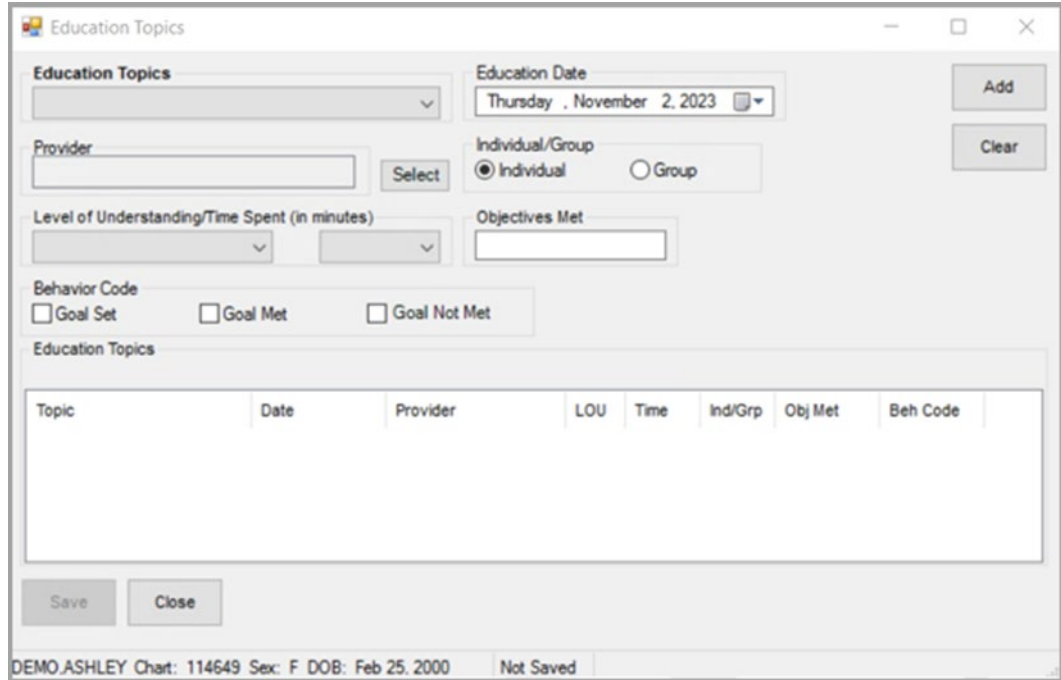 Education Topics
Education Topics
Education Date
Add
Thursday , November 2, 2023
Provider
Individual/Group
Clear
Select
Individual
Group
Level of Understanding/Time Spent (in minutes)
Objectives Met
Behavior Code
Goal Set
Goal Met
Goal Not Met
Education Topics
Topic Date Provider LOU Time Ind/Grp Obj Met Beh Code
Save Close
DEMO,ASHLEY Chart: 114649 Sex: F DOB: Feb 25, 2000 Not Saved